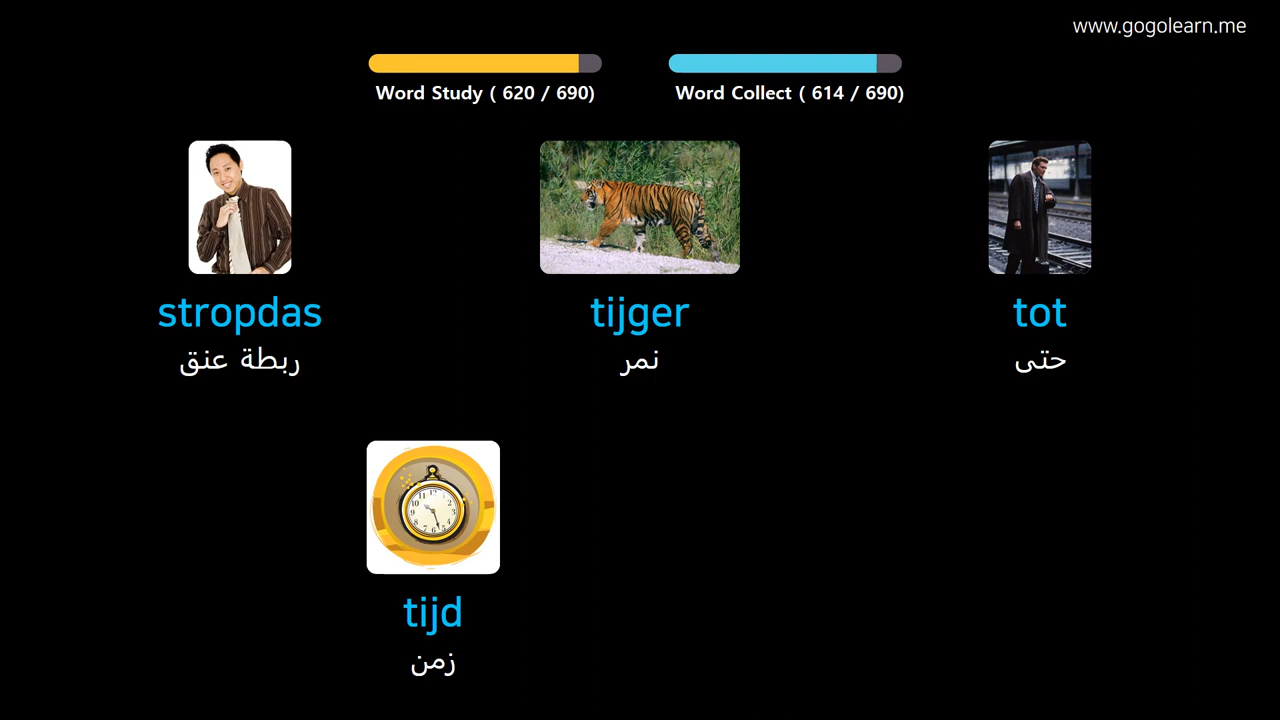 www.gogolearn.me
Word Study ( 620 / 690)
Word Collect ( 614 / 690)
stropdas
ربطة عنق
tijger
نمر
tot
حتى
tijd
زمن